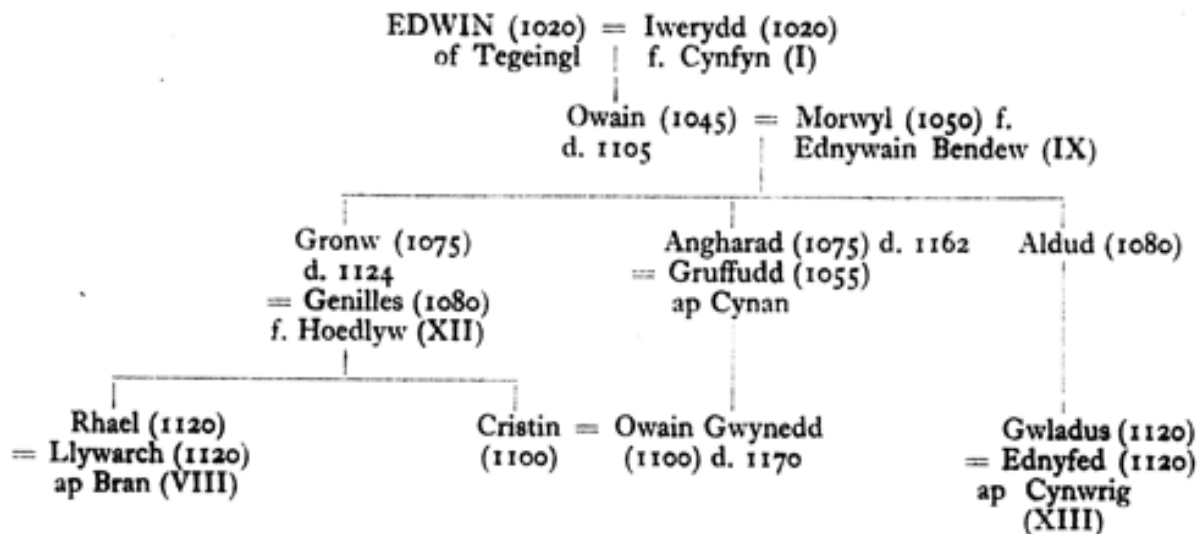 EDWIN (1020) = Iwerydd (1020)
of Tegeingl f. Cynfyn (I)
Owain (1045) = Morwyl (1050) f.
d. 1105 Ednywain Bendew (IX)
Gronw (1075) Angharad (1075) d. 1162 Aldud (1080)
d. 1124 = Gruffudd (1055)
= Genilles (1080) ap Cynan
f. Hoedlyw (XII)
Rhael (1120) Cristin = Owain Gwynedd Gwladus (1120)
= Llywarch (1120) (1100) (1100) d. 1170 = Ednyfed (1120)
ap Bran (VIII) ap Cynwrig
(XIII)